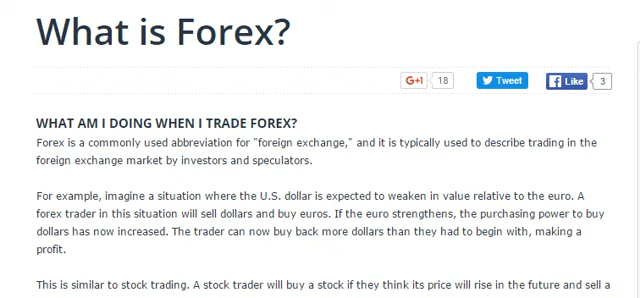 What is Forex?
G+1 18 Tweet Like 3
WHAT AM I DOING WHEN I TRADE FOREX?
Forex is a commonly used abbreviation for "foreign exchange," and it is typically used to describe trading in the
foreign exchange market by investors and speculators.
For example, imagine a situation where the U.S. dollar is expected to weaken in value relative to the euro. A
forex trader in this situation will sell dollars and buy euros. If the euro strengthens, the purchasing power to buy
dollars has now increased. The trader can now buy back more dollars than they had to begin with, making a
profit.
This is similar to stock trading. A stock trader will buy a stock if they think its price will rise in the future and sell a